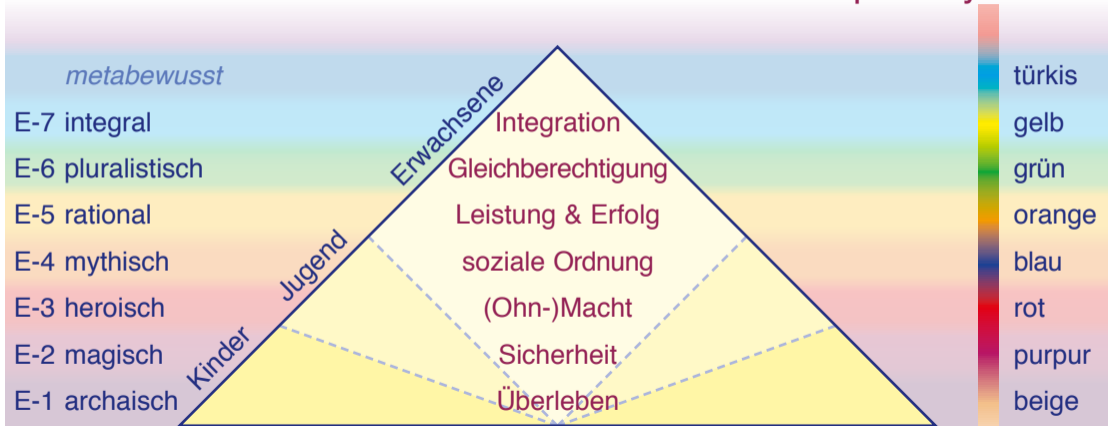 metabewusst türkis
E-7 integral Integration gelb
E-6 pluralistisch Gleichberechtigung grün
E-5 rational Leistung & Erfolg orange
E-4 mythisch soziale Ordnung blau
E-3 heroisch (Ohn-)Macht rot
E-2 magisch Sicherheit purpur
E-1 archaisch Überleben beige
Erwachsene
Jugend
Kinder